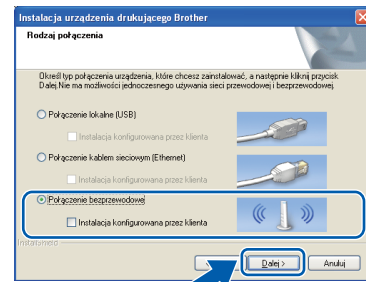 Instalacja urządzenia drukującego Brother
Rodzaj połączenia
Określ typ połączenia urządzenia, które chcesz zainstalować, a następnie kliknij przycisk
Dalej.Nie ma możliwości jednoczesnego używania sieci przewodowej i bezprzewodowej.
Połączenie lokalne (USB)
Instalacja konfigurowana przez klienta
Połączenie kablem sieciowym (Ethernet)
Instalacja konfigurowana przez klienta
Połączenie bezprzewodowe
Instalacja konfigurowana przez klienta
InstallShield
Dalej >
Anuluj